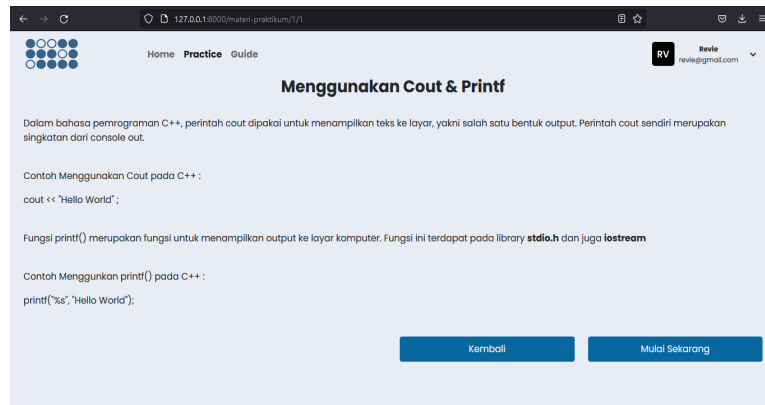 127.0.0.1:8000/materi-praktikum/1/1
Home Practice Guide
RV
Revie
revie@gmail.com
Menggunakan Cout & Printf
Dalam bahasa pemrograman C++, perintah cout dipakai untuk menampilkan teks ke layar, yakni salah satu bentuk output. Perintah cout sendiri merupakan
singkatan dari console out.
Contoh Menggunakan Cout pada C++ :
cout << "Hello World" ;
Fungsi printf() merupakan fungsi untuk menampilkan output ke layar komputer. Fungsi ini terdapat pada library stdio.h dan juga iostream
Contoh Menggunkan printf() pada C++ :
printf("%s", "Hello World");
Kembali
Mulai Sekarang